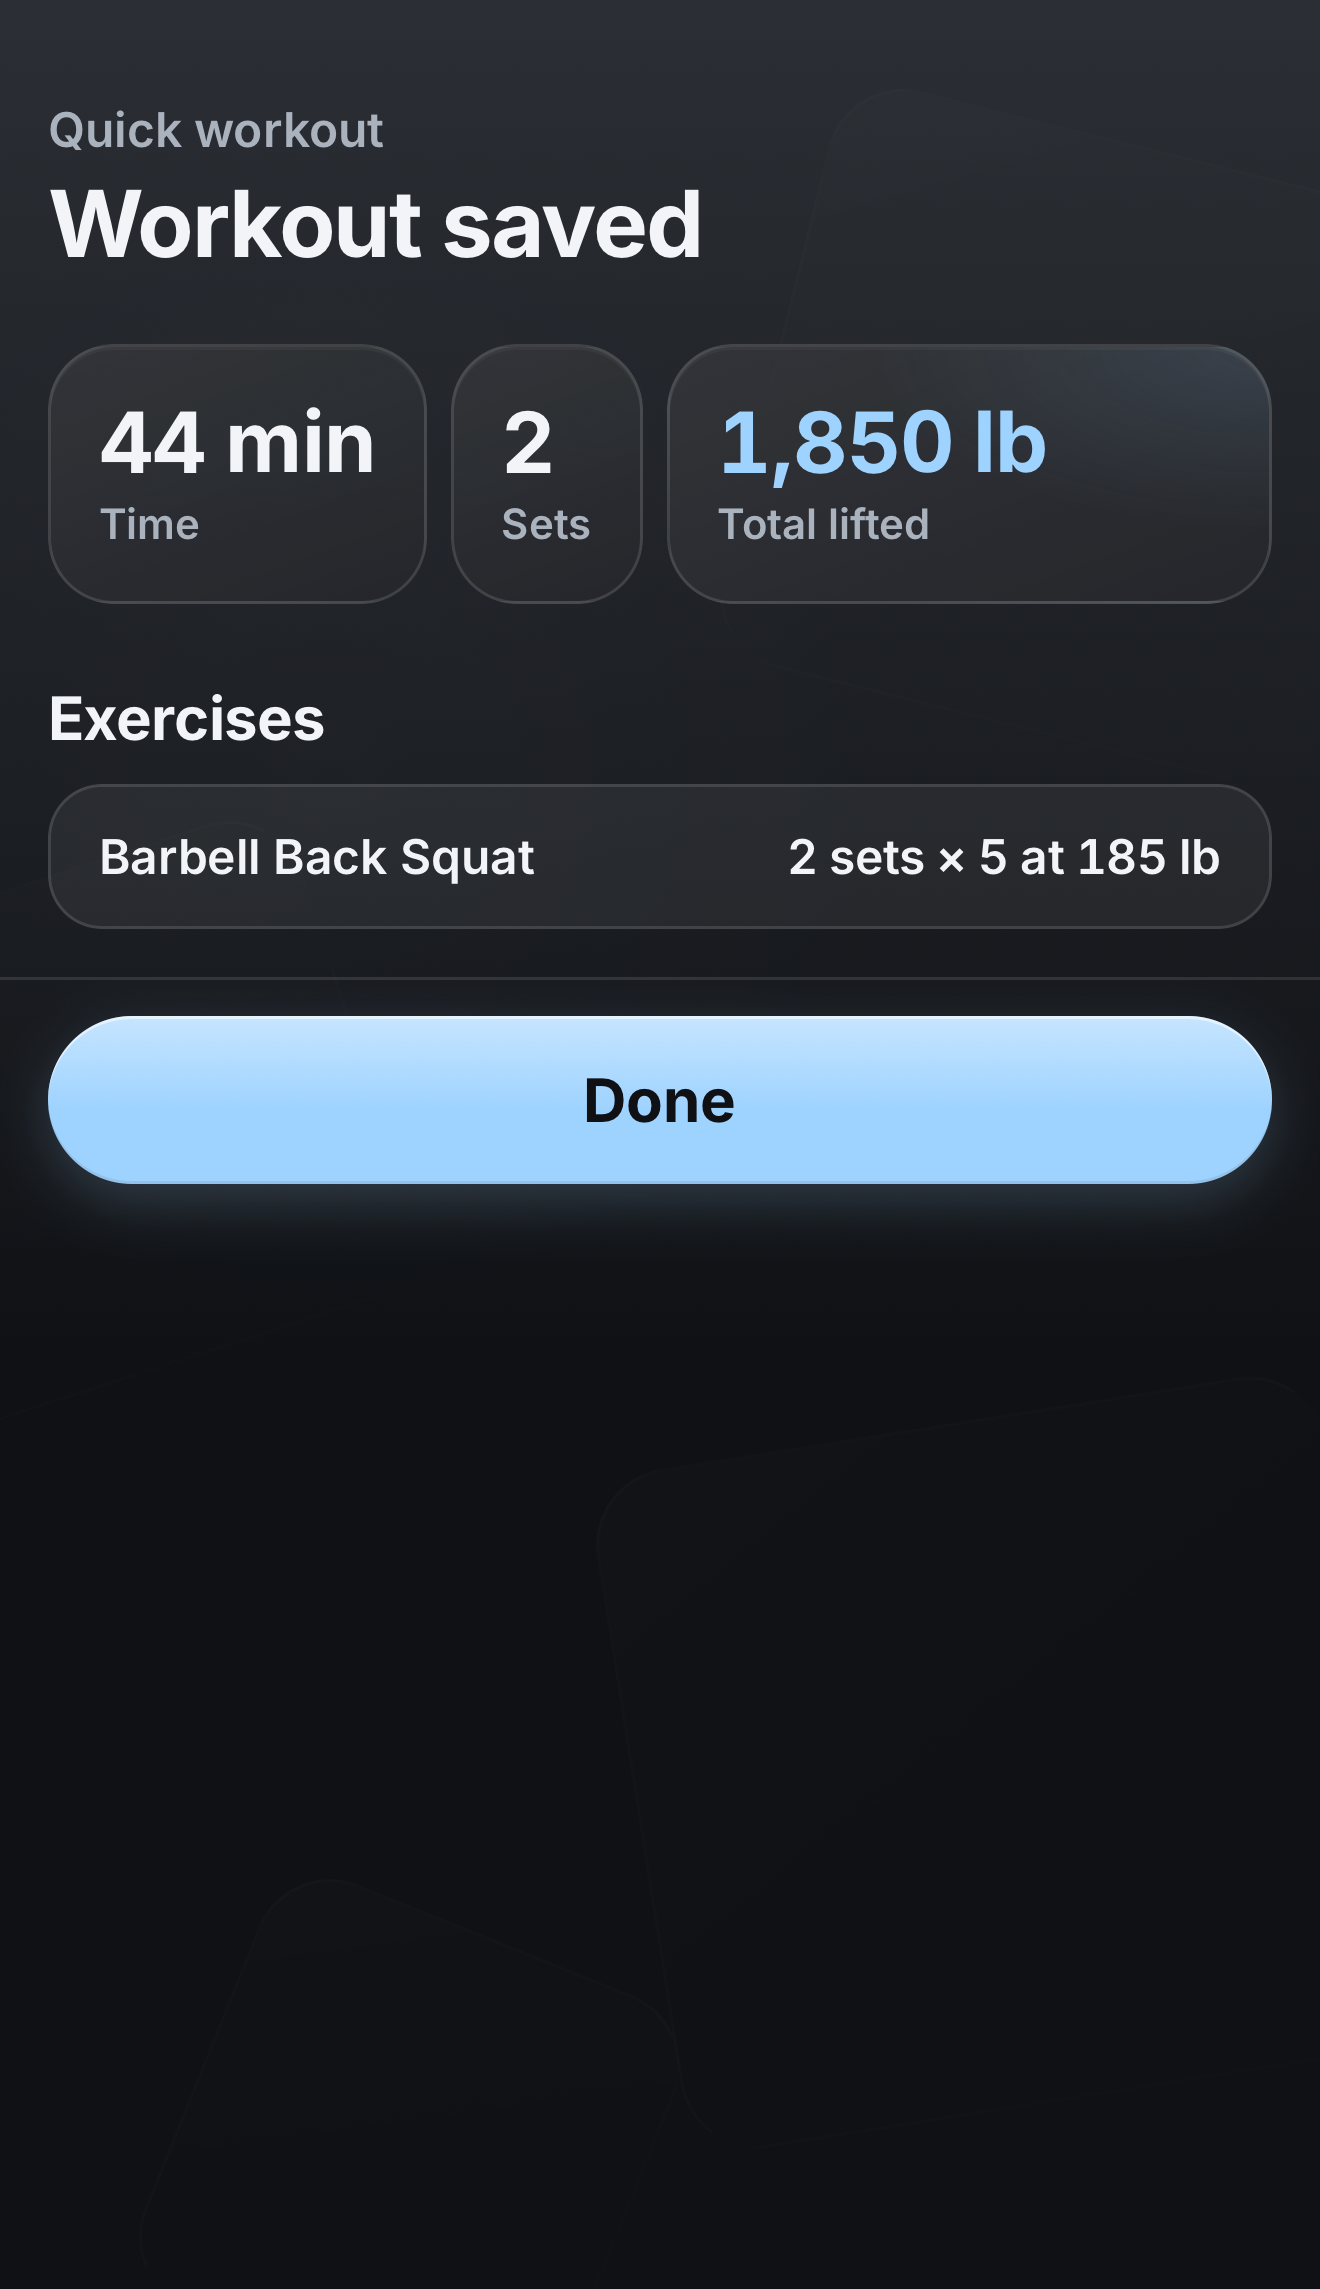 Quick workout
Workout saved
44 min
Time
2
Sets
1,850 lb
Total lifted
Exercises
Barbell Back Squat
2 sets × 5 at 185 lb
Done